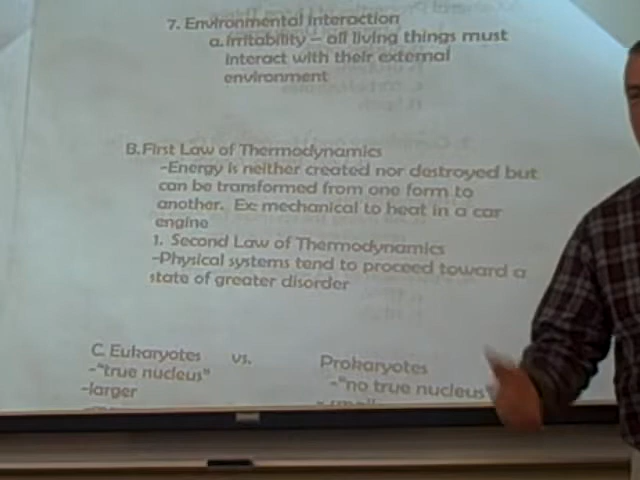 7. Environmental Interaction
a. Irritability – all living things must
interact with their external
environment
B. First Law of Thermodynamics
-Energy is neither created nor destroyed but
can be transformed from one form to
another. Ex: mechanical to heat in a car
engine
1. Second Law of Thermodynamics
-Physical systems tend to proceed toward a
state of greater disorder
C. Eukaryotes vs. Prokaryotes
-"true nucleus" -"no true nucleus
-larger